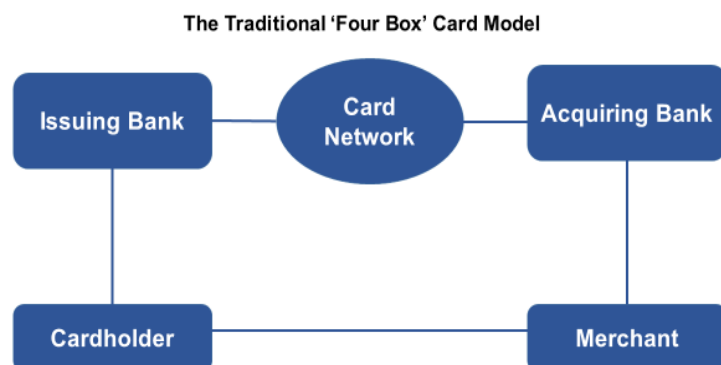 The Traditional ‘Four Box’ Card Model
Issuing Bank
Card
Network
Acquiring Bank
Cardholder
Merchant